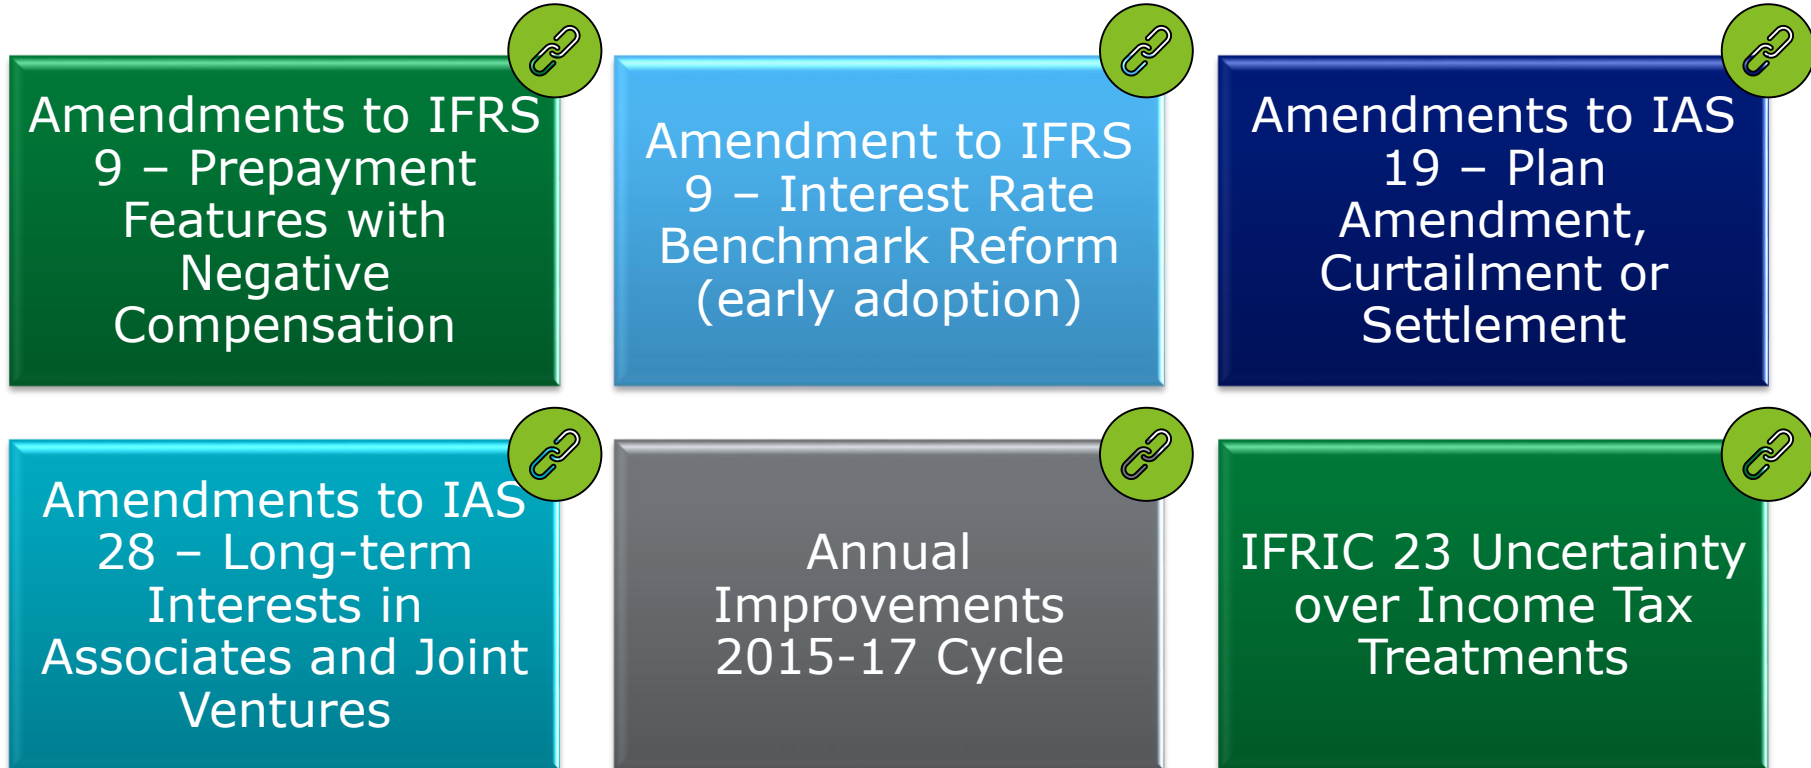 Amendments to IFRS
9 – Prepayment
Features with
Negative
Compensation
Amendment to IFRS
9 – Interest Rate
Benchmark Reform
(early adoption)
Amendments to IAS
19 – Plan
Amendment,
Curtailment or
Settlement
Amendments to IAS
28 – Long-term
Interests in
Associates and Joint
Ventures
Annual
Improvements
2015-17 Cycle
IFRIC 23 Uncertainty
over Income Tax
Treatments